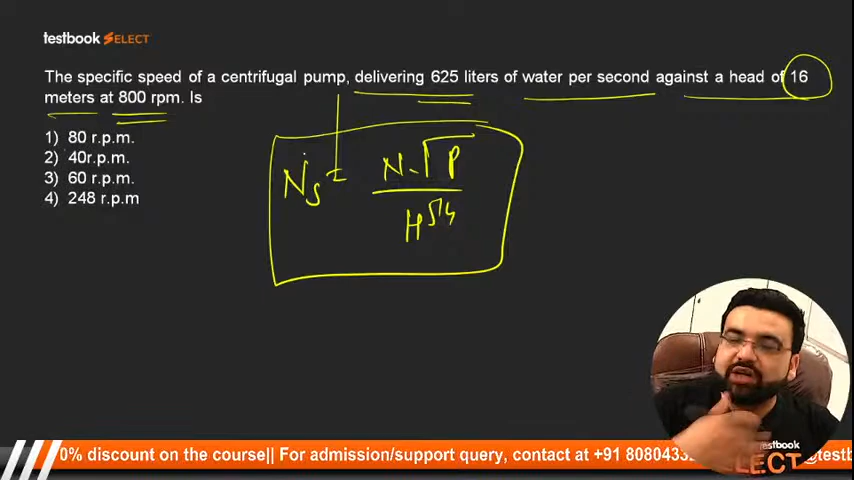 testbook SELECT
The specific speed of a centrifugal pump, delivering 625 liters of water per second against a head of 16
meters at 800 rpm. Is
1) 80 r.p.m.
2) 40r.p.m.
3) 60 r.p.m.
4) 248 r.p.m
Ns = N.√P
H^5/4
testbook
SELECT
0% discount on the course|| For admission/support query, contact at +91 8080433